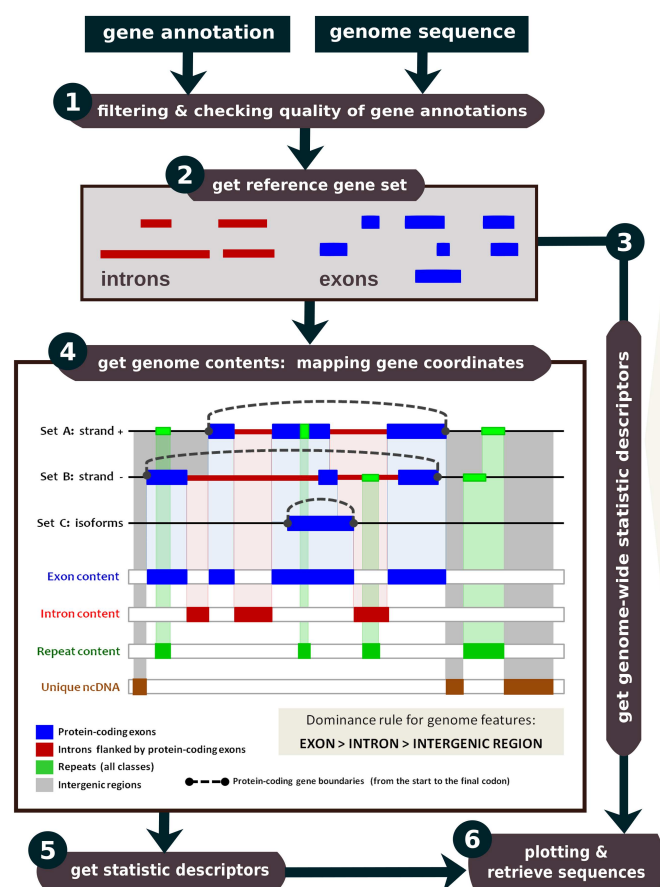 gene annotation
genome sequence
1
filtering & checking quality of gene annotations
2
get reference gene set
introns
exons
3
get genome-wide statistic descriptors
4
get genome contents: mapping gene coordinates
Set A: strand +
Set B: strand -
Set C: isoforms
Exon content
Intron content
Repeat content
Unique ncDNA
Protein-coding exons
Introns flanked by protein-coding exons
Repeats (all classes)
Intergenic regions
Dominance rule for genome features:
EXON > INTRON > INTERGENIC REGION
Protein-coding gene boundaries (from the start to the final codon)
5
get statistic descriptors
6
plotting &
retrieve sequences